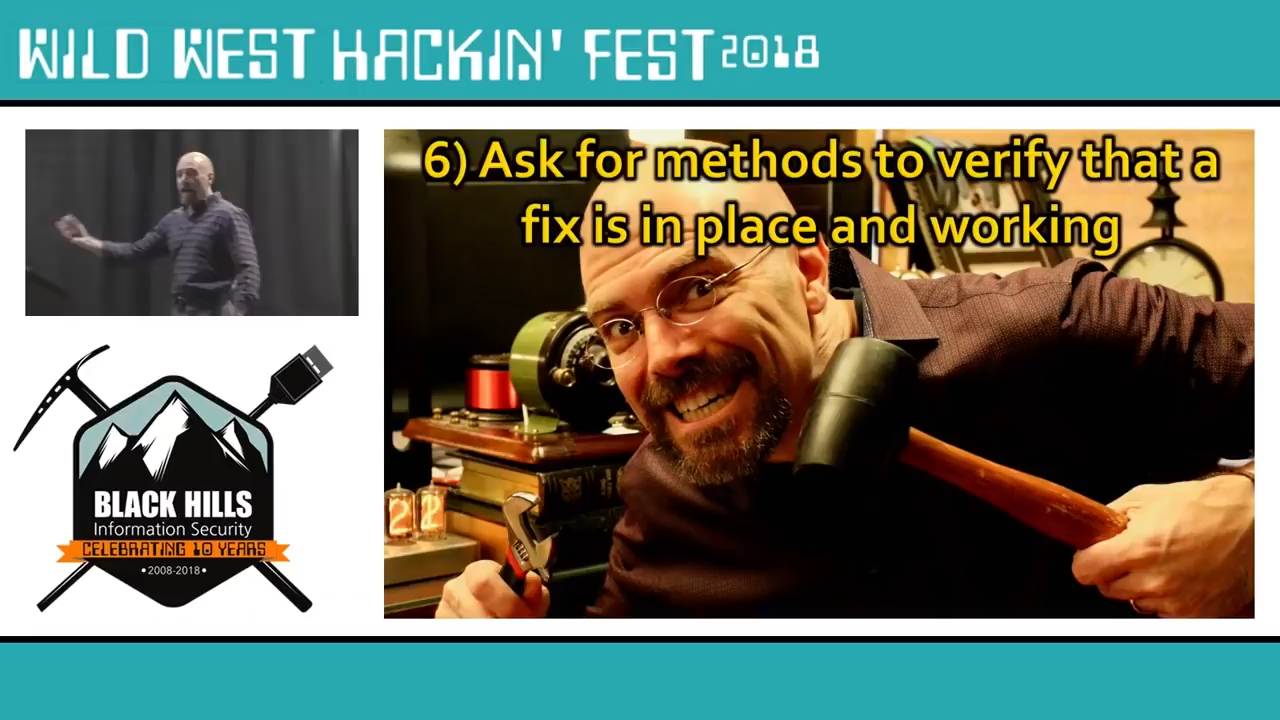 WILD WEST HACKIN' FEST 2018
6) Ask for methods to verify that a
fix is in place and working
22
BLACK HILLS
Information Security
CELEBRATING 10 YEARS
•2008-2018•